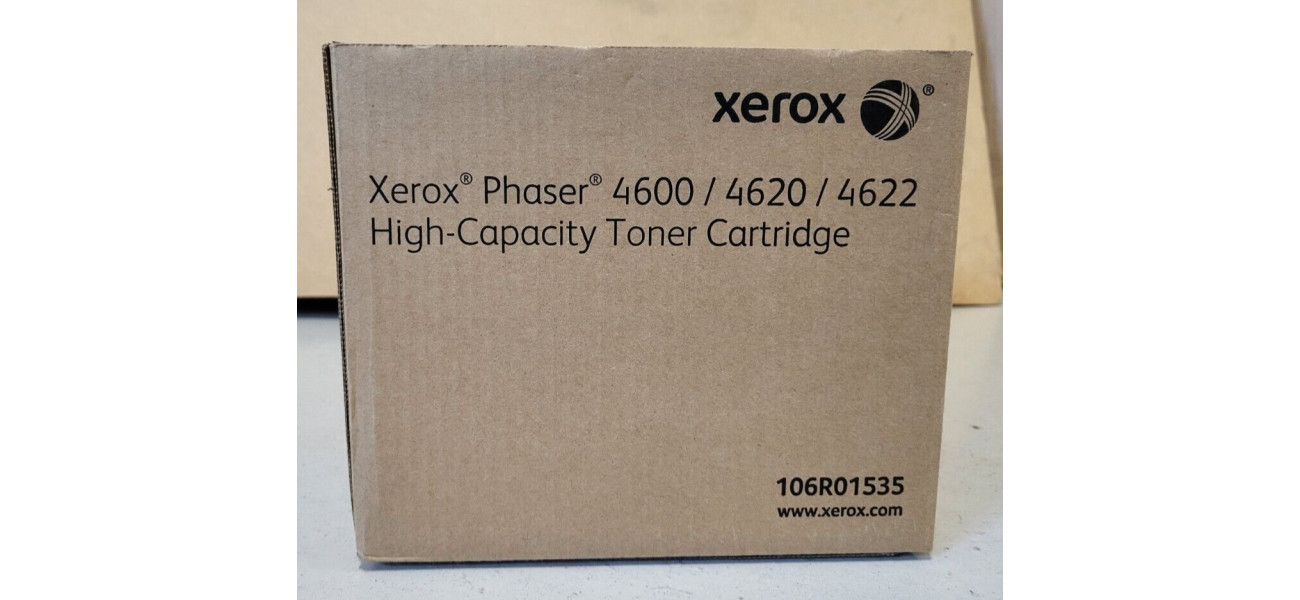 xerox ®
Xerox® Phaser® 4600 / 4620 / 4622
High-Capacity Toner Cartridge
106R01535
www.xerox.com